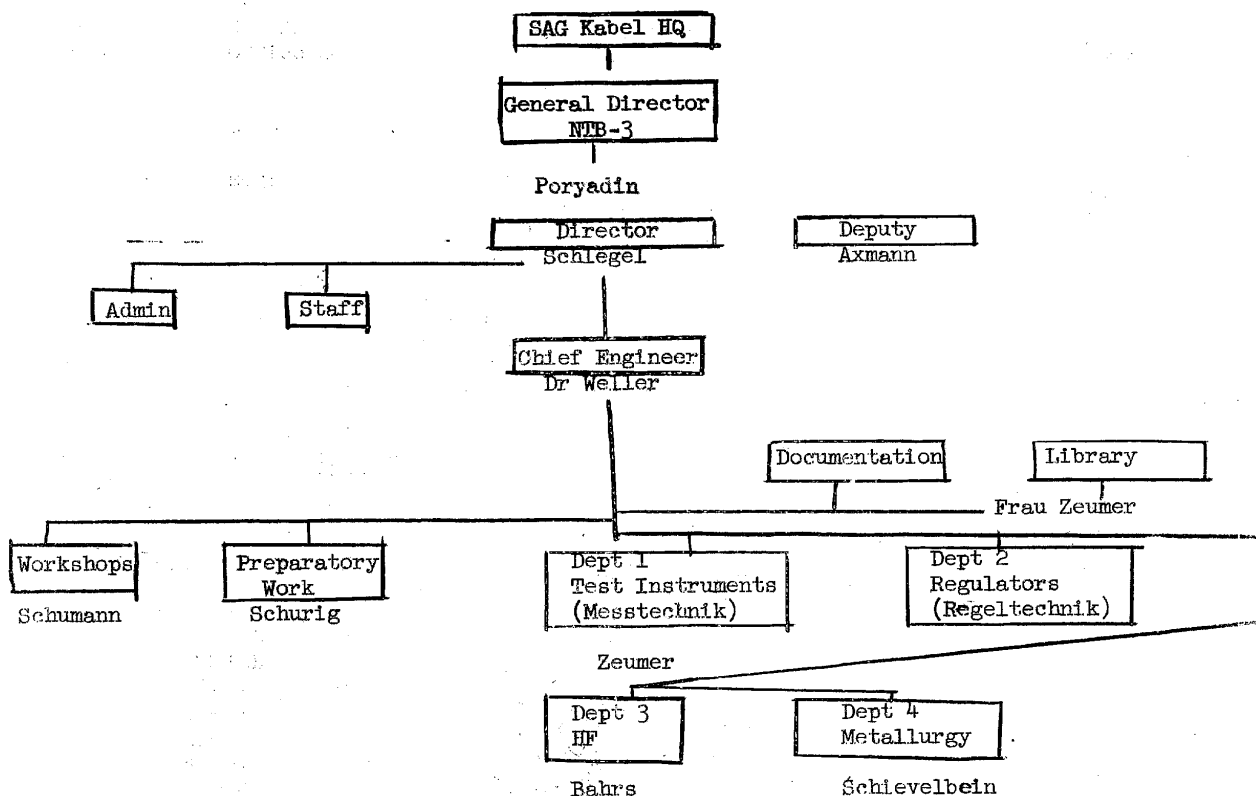 SAG Kabel HQ
General Director
NTB-3
Poryadin
Director
Schlegel
Deputy
Axmann
Admin
Staff
Chief Engineer
Dr Weller
Documentation
Library
Frau Zeumer
Workshops
Schumann
Preparatory
Work
Schurig
Dept 1
Test Instruments
(Messtechnik)
Zeumer
Dept 2
Regulators
(Regeltechnik)
Dept 3
HF
Bahrs
Dept 4
Metallurgy
Schievelbein